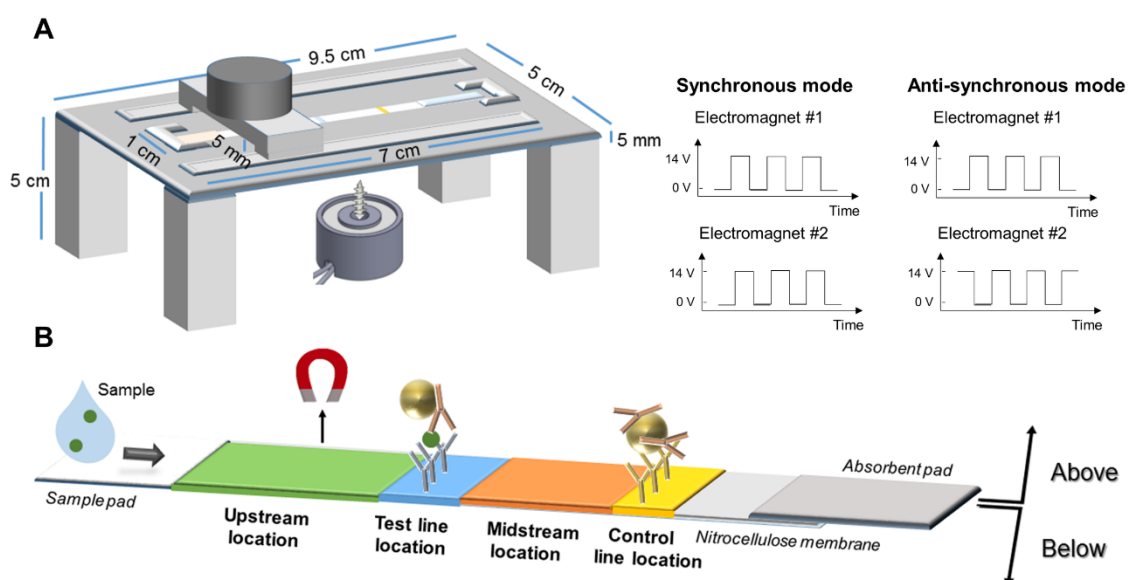 A
9.5 cm
5 cm
5 mm
1 cm
5 mm
7 cm
5 cm
Synchronous mode
Electromagnet #1
14 V
0 V
Time
Electromagnet #2
14 V
0 V
Time
Anti-synchronous mode
Electromagnet #1
14 V
0 V
Time
Electromagnet #2
14 V
0 V
Time
B
Sample
Sample pad
Upstream
location
Test line
location
Midstream
location
Control
line location
Nitrocellulose membrane
Absorbent pad
Above
Below